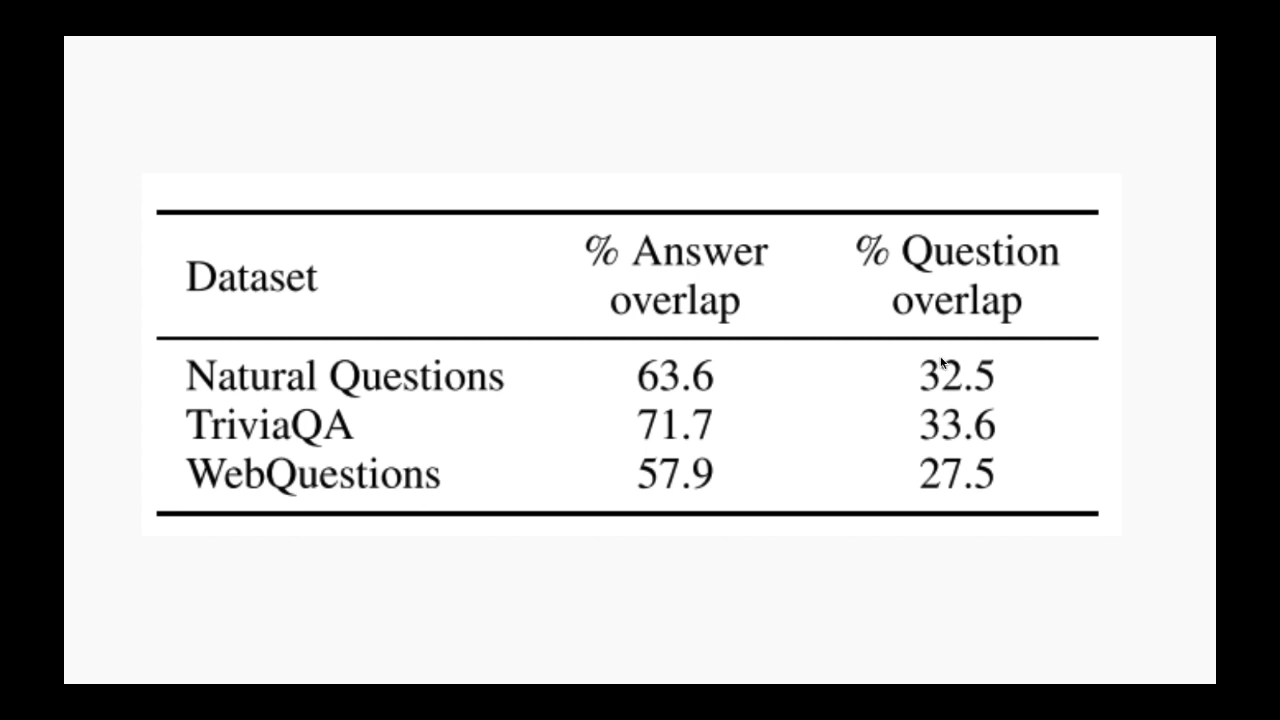 Dataset % Answer overlap % Question overlap
Natural Questions 63.6 32.5
TriviaQA 71.7 33.6
WebQuestions 57.9 27.5